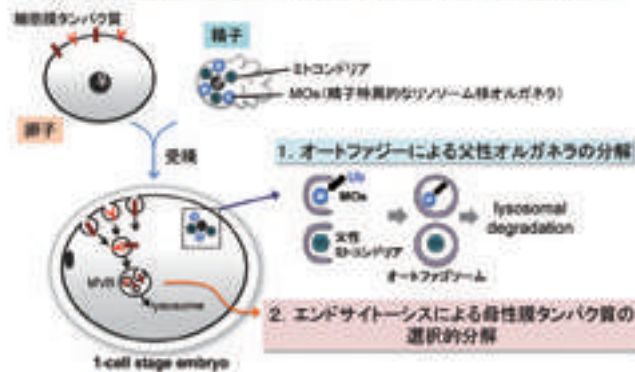 細胞膜タンパク質
精子
ミトコンドリア
MOs(精子特異的なリソソーム様オルガネラ)
卵子
受精
1. オートファジーによる父性オルガネラの分解
Ub
MOs
父性
ミトコンドリア
オートファゴソーム
lysosomal
degradation
MVB
lysosome
2. エンドサイトーシスによる母性膜タンパク質の
選択的分解
1-cell stage embryo